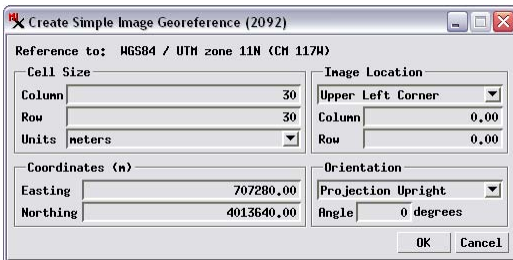 Create Simple Image Georeference (2092)
Reference to: WGS84 / UTM zone 11N (CM 117W)
Cell Size
Column 30
Row 30
Units meters
Image Location
Upper Left Corner
Column 0.00
Row 0.00
Coordinates (m)
Easting 707280.00
Northing 4013640.00
Orientation
Projection Upright
Angle 0 degrees
OK Cancel